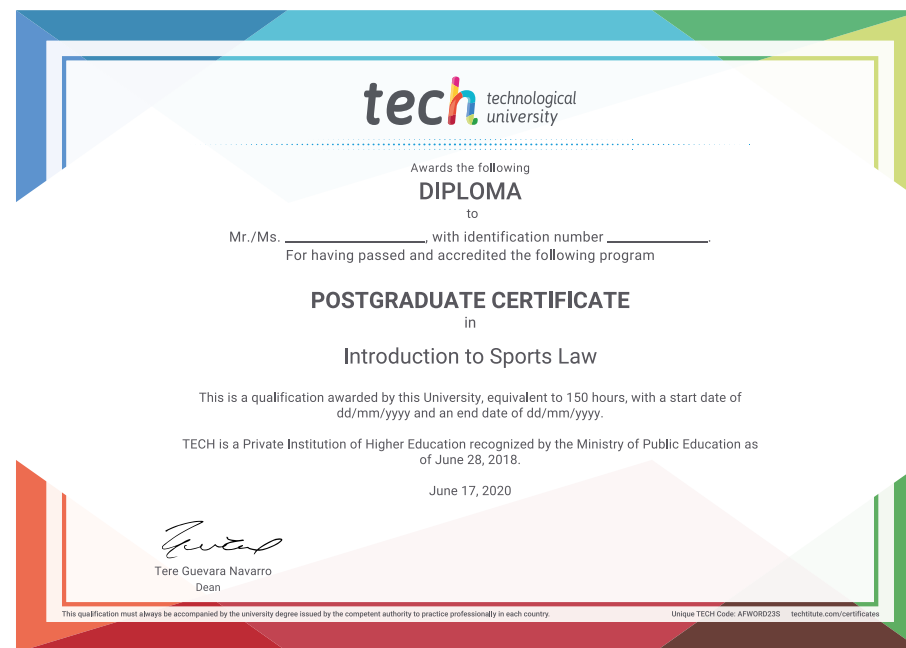 tech technological
university
Awards the following
DIPLOMA
to
Mr./Ms. ____________________, with identification number ______________.
For having passed and accredited the following program
POSTGRADUATE CERTIFICATE
in
Introduction to Sports Law
This is a qualification awarded by this University, equivalent to 150 hours, with a start date of
dd/mm/yyyy and an end date of dd/mm/yyyy.
TECH is a Private Institution of Higher Education recognized by the Ministry of Public Education as
of June 28, 2018.
June 17, 2020
Tere Guevara Navarro
Dean
This qualification must always be accompanied by the university degree issued by the competent authority to practice professionally in each country. Unique TECH Code: AFWORD23S techtitute.com/certificates